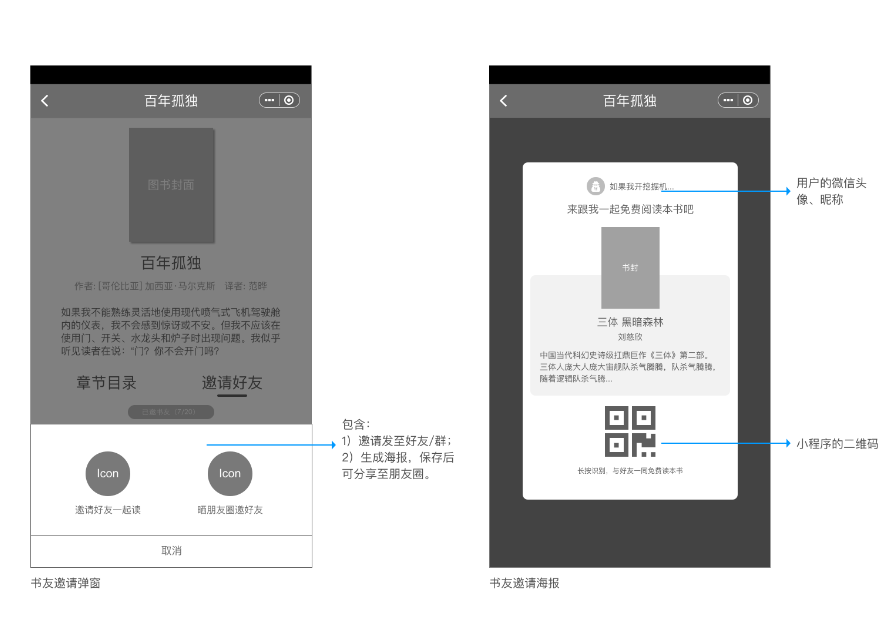 百年孤独
图书封面
百年孤独
作者: [哥伦比亚] 加西亚·马尔克斯 译者: 范晔
如果我不能熟练灵活地使用现代喷气式飞机驾驶舱
内的仪表，我不会感到惊讶或不安，但我不应该在
使用门、开关、水龙头和炉子时出现问题，我似乎
听见读者在说：“门？你不会开门吗？
章节目录
邀请好友
Icon
Icon
邀请好友一起读
晒朋友圈邀好友
取消
书友邀请弹窗
包含：
1）邀请发至好友/群；
2）生成海报，保存后
可分享至朋友圈。
百年孤独
如果我开挖掘机...
来跟我一起免费阅读本书吧
书封
三体 黑暗森林
刘慈欣
中国当代科幻史诗级扛鼎巨作《三体》第二部。
三体人庞大人庞大宙舰队杀气腾腾，队杀气腾腾，
随着逻辑队杀气腾...
长按识别，与好友一同免费读本书
书友邀请海报
用户的微信头
像、昵称
小程序的二维码